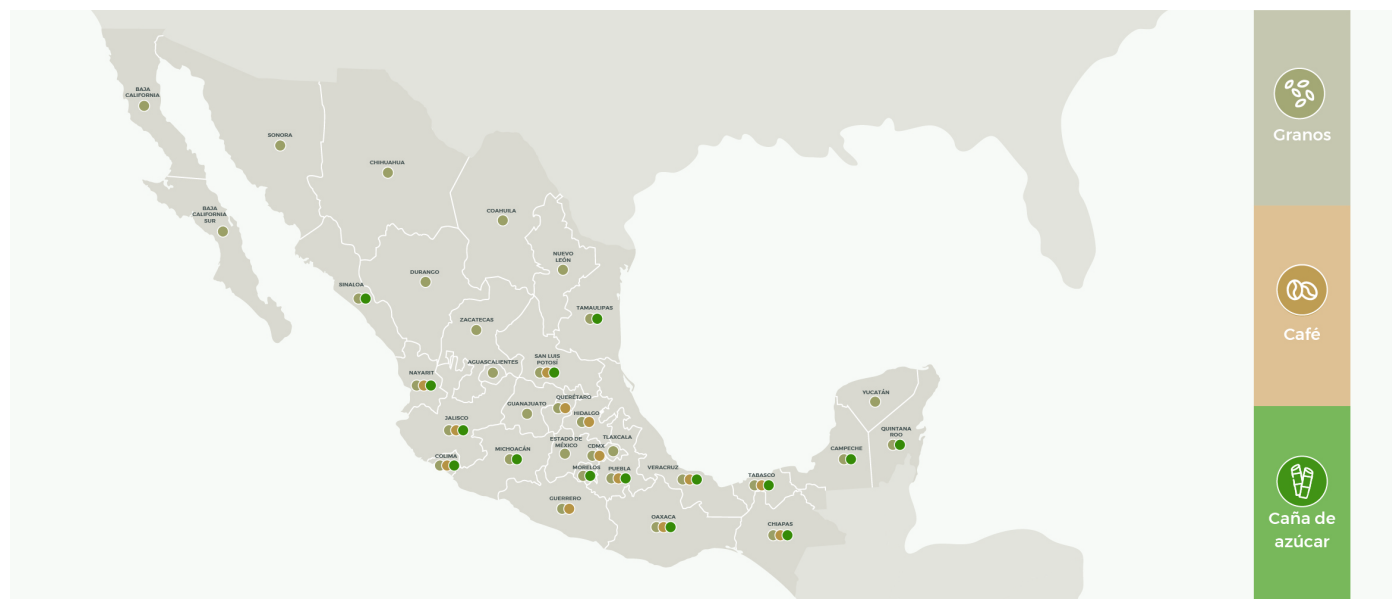 BAJA
CALIFORNIA
SONORA
CHIHUAHUA
BAJA
CALIFORNIA
SUR
COAHUILA
NUEVO
LEÓN
DURANGO
SINALOA
TAMAULIPAS
ZACATECAS
AGUASCALIENTES
SAN LUIS
POTOSÍ
NAYARIT
GUANAJUATO
QUERÉTARO
HIDALGO
JALISCO
ESTADO DE
MÉXICO
CDMX
TLAXCALA
MICHOACÁN
COLIMA
MORELOS
PUEBLA
VERACRUZ
GUERRERO
OAXACA
TABASCO
CHIAPAS
CAMPECHE
YUCATÁN
QUINTANA
ROO
Granos
Café
Caña de
azúcar